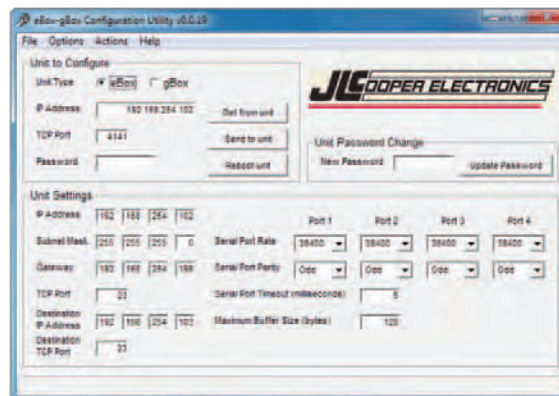 eBox-gBox Configuration Utility v0.0.19
File Options Actions Help
Unit to Configure
Unit Type eBox gBox
IP Address 192.168.254.102 Get from unit
TCP Port 4141 Send to unit
Password Reboot unit
JLCOOPER ELECTRONICS
Unit Password Change
New Password Update Password
Unit Settings
IP Address 192 168 254 102
Port 1 Port 2 Port 3 Port 4
Subnet Mask 255 255 255 0 Serial Port Rate 38400 38400 38400 38400
Gateway 192 168 254 Serial Port Parity Odd Odd Odd Odd
TCP Port 23 Serial Port Timeout (milliseconds) 5
Destination
IP Address 192 168 254 103 Maximum Buffer Size (bytes) 128
Destination
TCP Port 23